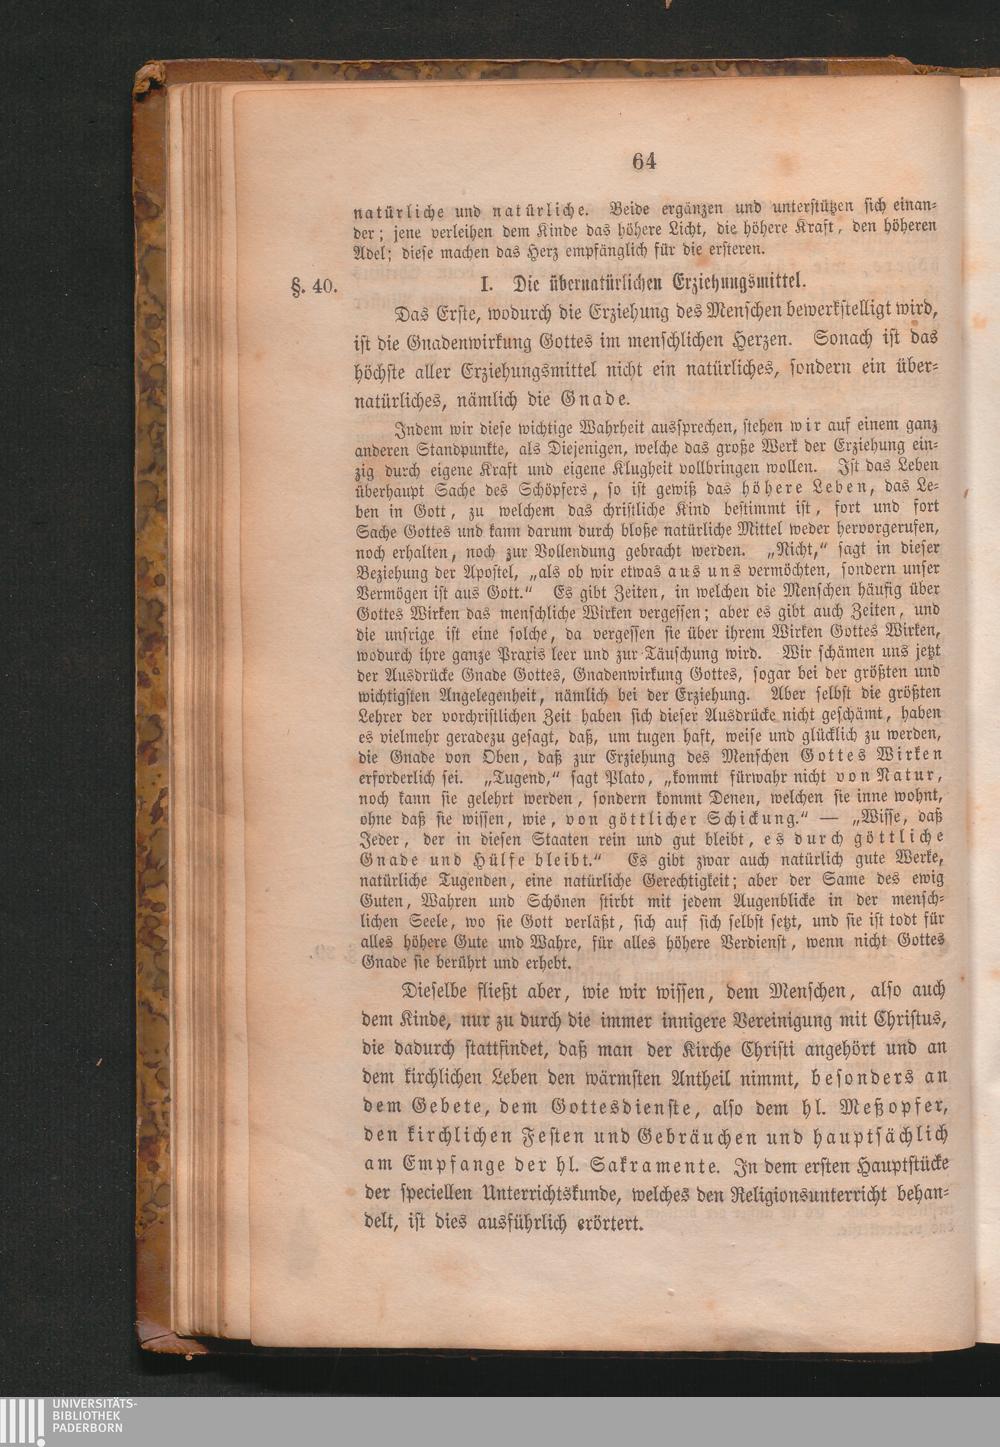 64
natürliche und natürliche. Beide ergänzen und unterstützen sich einan-
der; jene verleihen dem Kinde das höhere Licht, die höhere Kraft, den höheren
Adel; diese machen das Herz empfänglich für die ersteren.
§. 40. I. Die übernatürlichen Erziehungsmittel.
Das Erste, wodurch die Erziehung des Menschen bewerkstelligt wird,
ist die Gnadenwirkung Gottes im menschlichen Herzen. Sonach ist das
höchste aller Erziehungsmittel nicht ein natürliches, sondern ein über-
natürliches, nämlich die Gnade.
Indem wir diese wichtige Wahrheit aussprechen, stehen wir auf einem ganz
anderen Standpunkte, als Diejenigen, welche das große Werk der Erziehung ein-
zig durch eigene Kraft und eigene Klugheit vollbringen wollen. Ist das Leben
überhaupt Sache des Schöpfers, so ist gewiß das höhere Leben, das Le-
ben in Gott, zu welchem das christliche Kind bestimmt ist, fort und fort
Sache Gottes und kann darum durch bloße natürliche Mittel weder hervorgerufen,
noch erhalten, noch zur Vollendung gebracht werden. „Nicht,“ sagt in dieser
Beziehung der Apostel, „als ob wir etwas aus uns vermöchten, sondern unser
Vermögen ist aus Gott.“ Es gibt Zeiten, in welchen die Menschen häufig über
Gottes Wirken das menschliche Wirken vergessen; aber es gibt auch Zeiten, und
die unsrige ist eine solche, da vergessen sie über ihrem Wirken Gottes Wirken,
wodurch ihre ganze Praxis leer und zur Täuschung wird. Wir schämen uns jetzt
der Ausdrücke Gnade Gottes, Gnadenwirkung Gottes, sogar bei der größten und
wichtigsten Angelegenheit, nämlich bei der Erziehung. Aber selbst die größten
Lehrer der vorchristlichen Zeit haben sich dieser Ausdrücke nicht geschämt, haben
es vielmehr geradezu gesagt, daß, um tugen haft, weise und glücklich zu werden,
die Gnade von Oben, daß zur Erziehung des Menschen Gottes Wirken
erforderlich sei. „Tugend,“ sagt Plato, „kommt fürwahr nicht von Natur,
noch kann sie gelehrt werden, sondern kommt Denen, welchen sie inne wohnt,
ohne daß sie wissen, wie, von göttlicher Schickung.“ — „Wisse, daß
Jeder, der in diesen Staaten rein und gut bleibt, es durch göttliche
Gnade und Hülfe bleibt.“ Es gibt zwar auch natürlich gute Werke,
natürliche Tugenden, eine natürliche Gerechtigkeit; aber der Same des ewig
Guten, Wahren und Schönen stirbt mit jedem Augenblicke in der mensch-
lichen Seele, wo sie Gott verläßt, sich auf sich selbst setzt, und sie ist todt für
alles höhere Gute und Wahre, für alles höhere Verdienst, wenn nicht Gottes
Gnade sie berührt und erhebt.
Dieselbe fließt aber, wie wir wissen, dem Menschen, also auch
dem Kinde, nur zu durch die immer innigere Vereinigung mit Christus,
die dadurch stattfindet, daß man der Kirche Christi angehört und an
dem kirchlichen Leben den wärmsten Antheil nimmt, besonders an
dem Gebete, dem Gottesdienste, also dem hl. Meßopfer,
den kirchlichen Festen und Gebräuchen und hauptsächlich
am Empfange der hl. Sakramente. In dem ersten Hauptstücke
der speciellen Unterrichtskunde, welches den Religionsunterricht behan-
delt, ist dies ausführlich erörtert.
UNIVERSITÄTS-
BIBLIOTHEK
PADERBORN